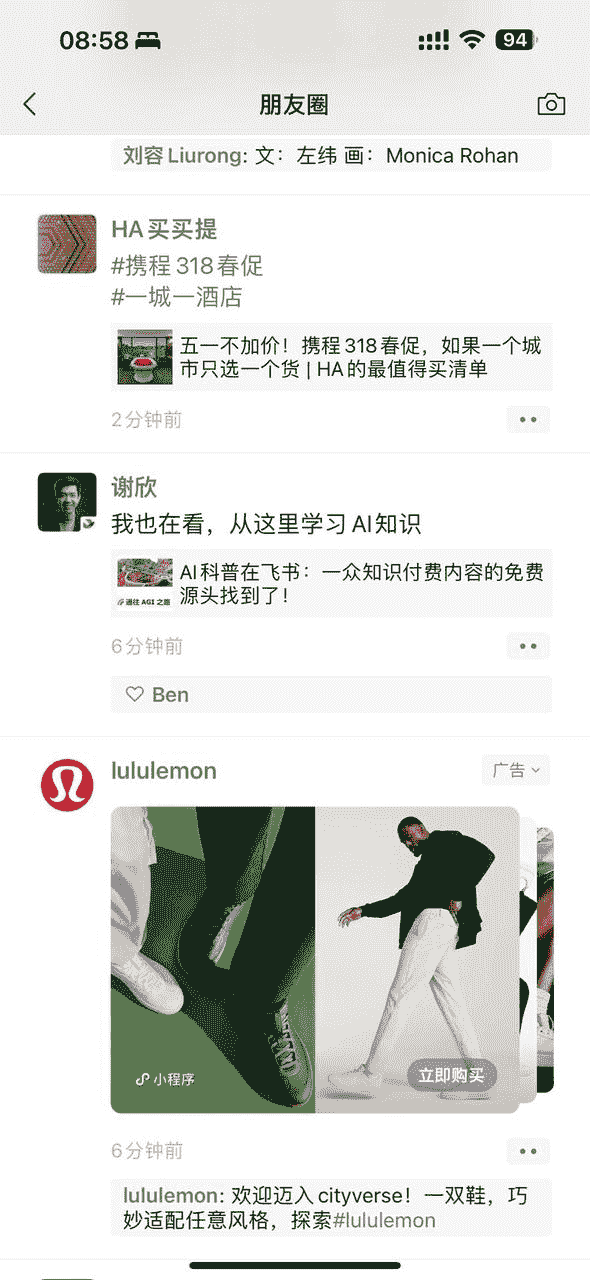 08:58
94
朋友圈
刘容 Liurong: 文：左纬 画：Monica Rohan
HA 买买提
#携程 318 春促
#一城一酒店
五一不加价！携程 318 春促，如果一个城
市只选一个货 | HA 的最值得买清单
2分钟前
谢欣
我也在看，从这里学习 AI 知识
AI 科普在飞书：一众知识付费内容的免费
源头找到了！
通往 AGI 之路
6分钟前
Ben
lululemon
广告
小程序
立即购买
6分钟前
lululemon: 欢迎迈入 cityverse！一双鞋，巧
妙适配任意风格，探索#lululemon